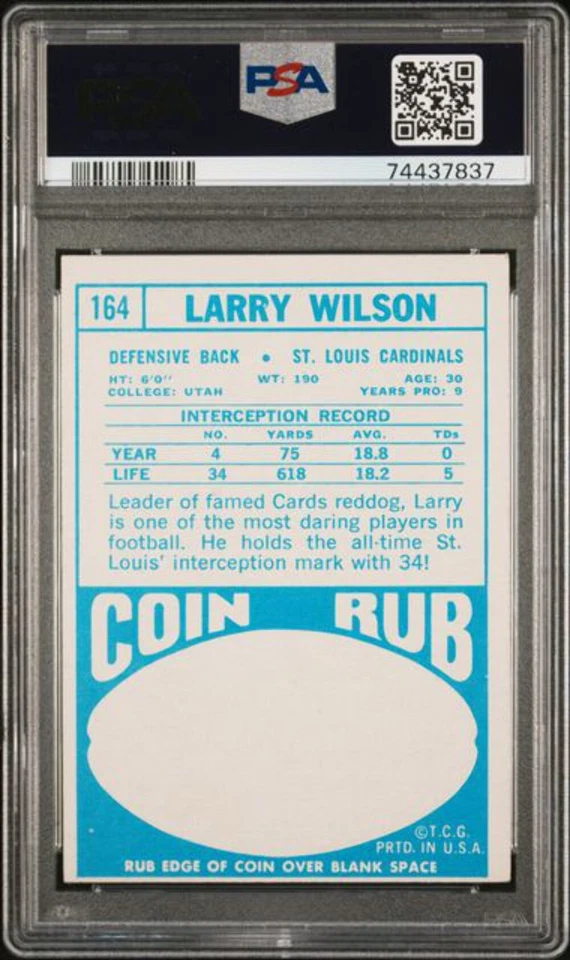 PSA
74437837
164 LARRY WILSON
DEFENSIVE BACK • ST. LOUIS CARDINALS
HT: 6'0" WT: 190 AGE: 30
COLLEGE: UTAH YEARS PRO: 9
INTERCEPTION RECORD
NO. YARDS AVG. TDs
YEAR 4 75 18.8 0
LIFE 34 618 18.2 5
Leader of famed Cards reddog, Larry
is one of the most daring players in
football. He holds the all-time St.
Louis' interception mark with 34!
COIN RUB
©T.C.G.
PRTD. IN U.S.A.
RUB EDGE OF COIN OVER BLANK SPACE
PSA